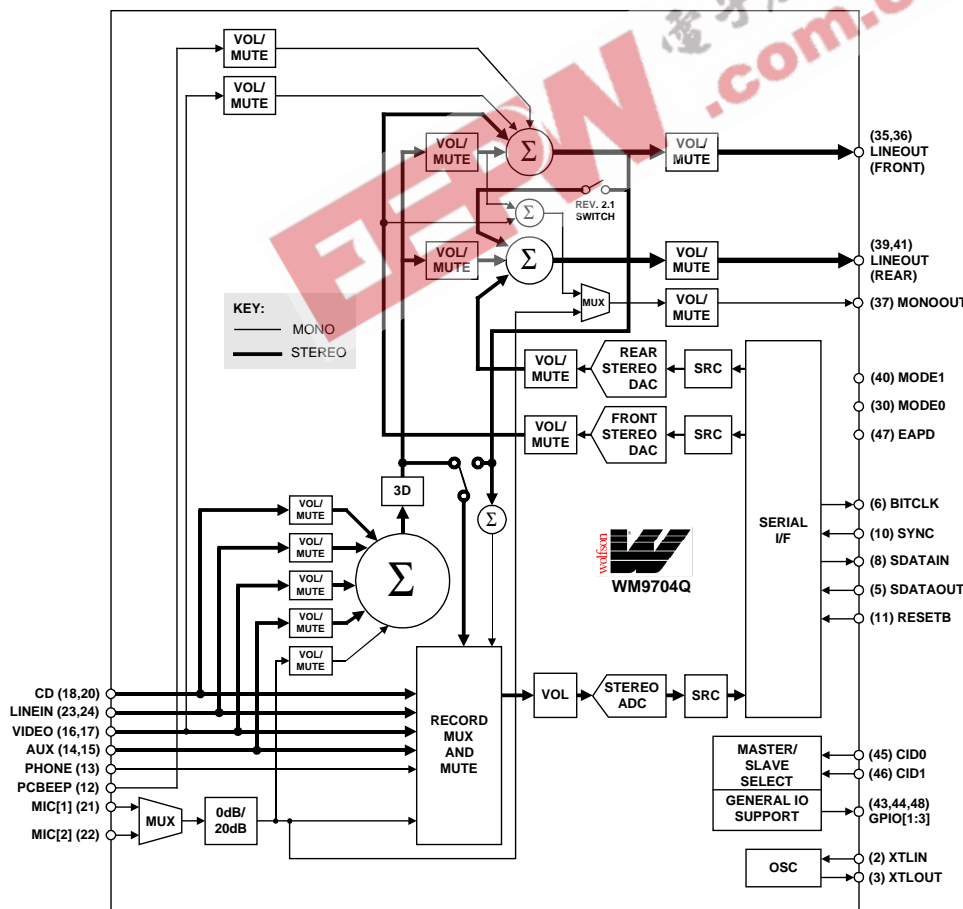 VOL/
MUTE
VOL/
MUTE
VOL/
MUTE
Σ
VOL/
MUTE
(35,36)
LINEOUT
(FRONT)
REV. 2.1
SWITCH
Σ
VOL/
MUTE
Σ
VOL/
MUTE
(39,41)
LINEOUT
(REAR)
MUX
VOL/
MUTE
(37) MONOOUT
KEY:
MONO
STEREO
VOL/
MUTE
REAR
STEREO
DAC
SRC
(40) MODE1
(30) MODE0
(47) EAPD
VOL/
MUTE
FRONT
STEREO
DAC
SRC
3D
Σ
VOL/
MUTE
VOL/
MUTE
VOL/
MUTE
VOL/
MUTE
VOL/
MUTE
Σ
wolfson
WM9704Q
SERIAL
I/F
(6) BITCLK
(10) SYNC
(8) SDATAIN
(5) SDATAOUT
(11) RESETB
CD (18,20)
LINEIN (23,24)
VIDEO (16,17)
AUX (14,15)
PHONE (13)
PCBEEP (12)
MIC[1] (21)
MIC[2] (22)
MUX
0dB/
20dB
RECORD
MUX
AND
MUTE
VOL
STEREO
ADC
SRC
MASTER/
SLAVE
SELECT
(45) CID0
(46) CID1
GENERAL IO
SUPPORT
(43,44,48)
GPIO[1:3]
OSC
(2) XTLIN
(3) XTLOUT
EEPW
.com.c